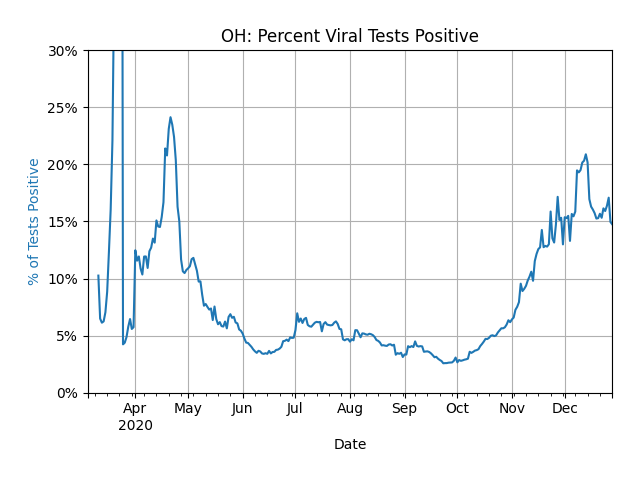 OH: Percent Viral Tests Positive
30%
25%
20%
15%
10%
5%
0%
% of Tests Positive
Apr May Jun Jul Aug Sep Oct Nov Dec
2020
Date